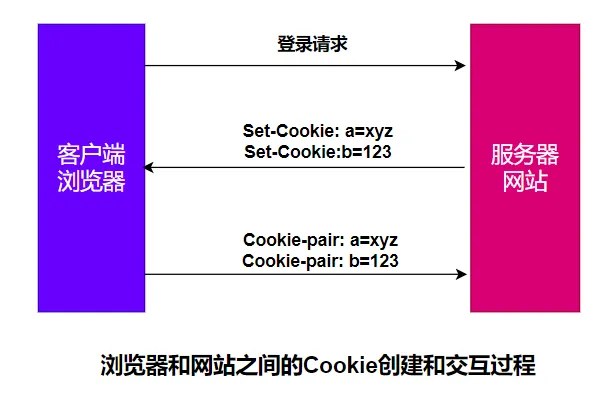 登录请求
Set-Cookie: a=xyz
Set-Cookie:b=123
客户端
浏览器
服务器
网站
Cookie-pair: a=xyz
Cookie-pair: b=123
浏览器和网站之间的Cookie创建和交互过程